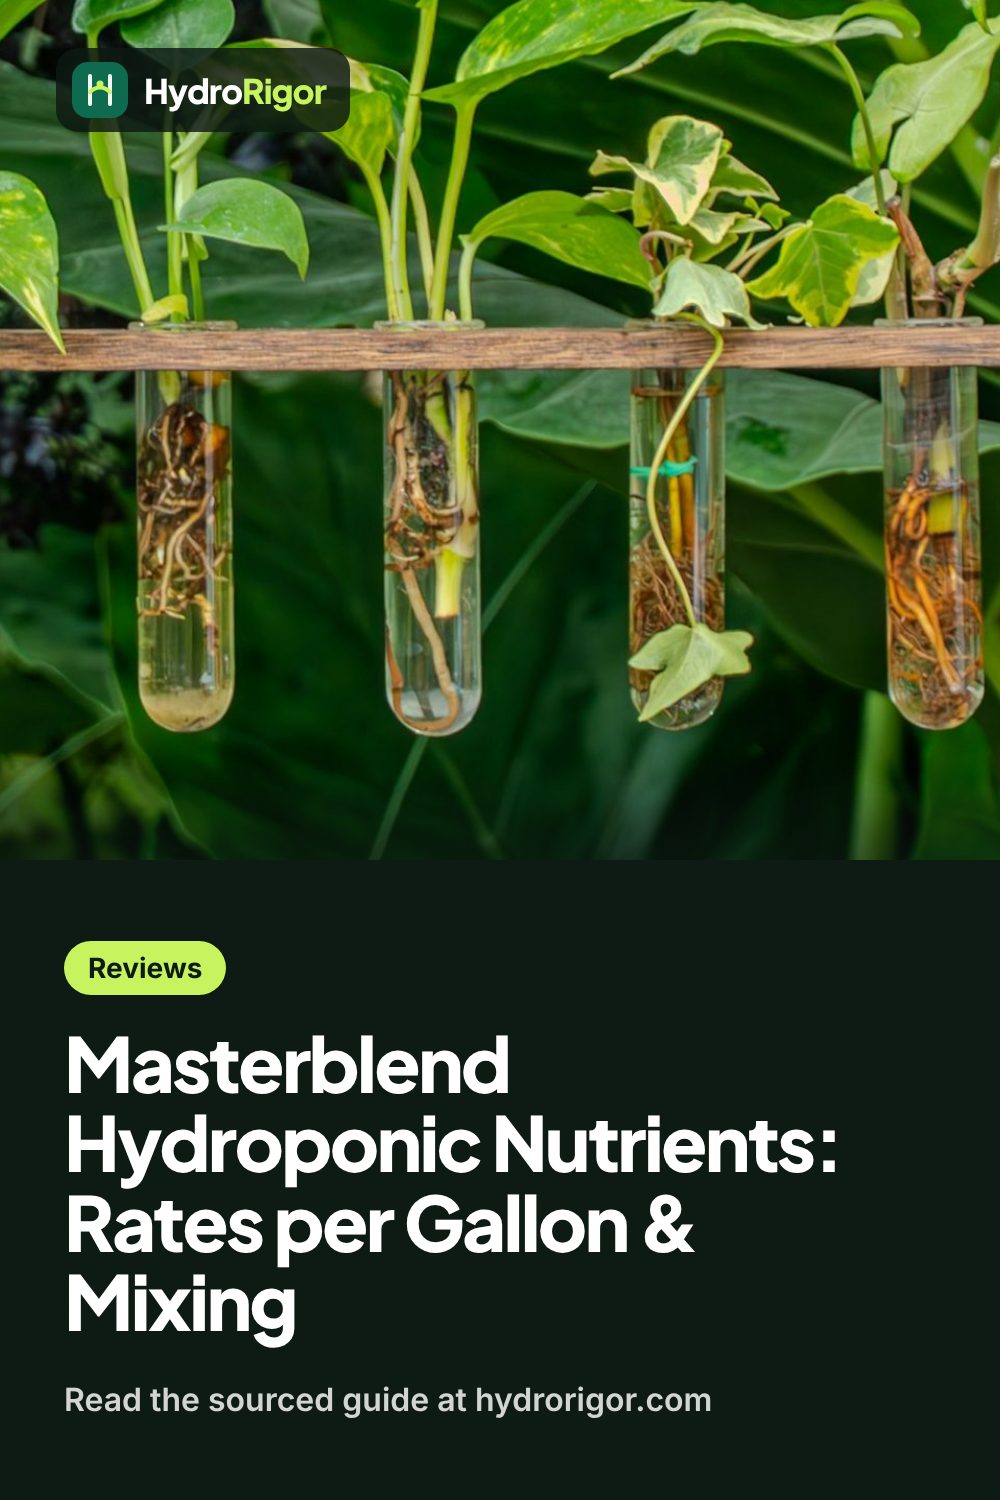 HydroRigor
Reviews
Masterblend
Hydroponic Nutrients:
Rates per Gallon &
Mixing
Read the sourced guide at hydrorigor.com